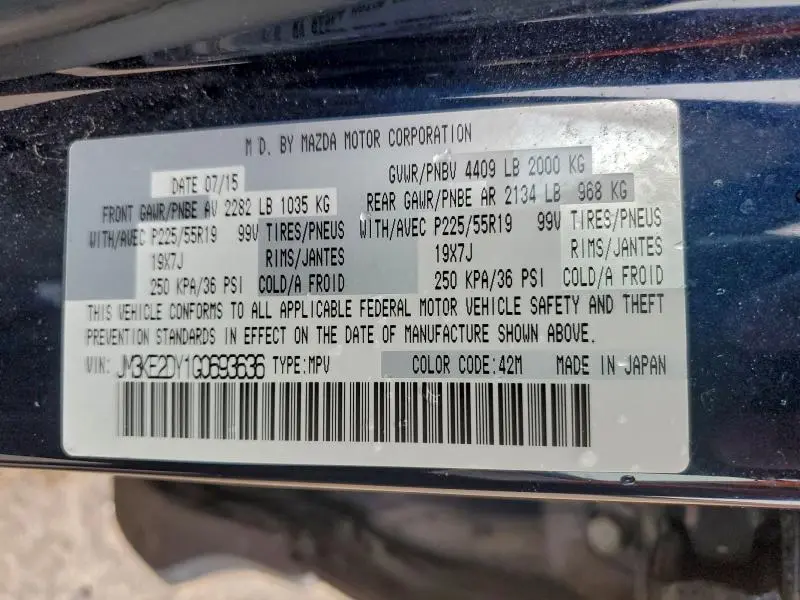 M'D. BY MAZDA MOTOR CORPORATION
DATE 07/15 GVWR/PNBV 4409 LB 2000 KG
FRONT GAWR/PNBE AV 2282 LB 1035 KG REAR GAWR/PNBE AR 2134 LB 968 KG
WITH/AVEC P225/55R19 99V TIRES/PNEUS WITH/AVEC P225/55R19 99V TIRES/PNEUS
19X7J RIMS/JANTES 19X7J RIMS/JANTES
250 KPA/36 PSI COLD/A FROID 250 KPA/36 PSI COLD/A FROID
THIS VEHICLE CONFORMS TO ALL APPLICABLE FEDERAL MOTOR VEHICLE SAFETY AND THEFT
PREVENTION STANDARDS IN EFFECT ON THE DATE OF MANUFACTURE SHOWN ABOVE.
VIN: JM3KE2DY1G0693636 TYPE:MPV COLOR CODE:42M MADE IN JAPAN